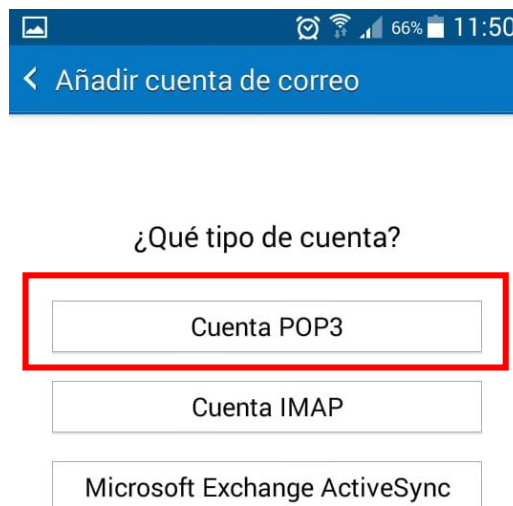 66% 11:50
Añadir cuenta de correo
¿Qué tipo de cuenta?
Cuenta POP3
Cuenta IMAP
Microsoft Exchange ActiveSync